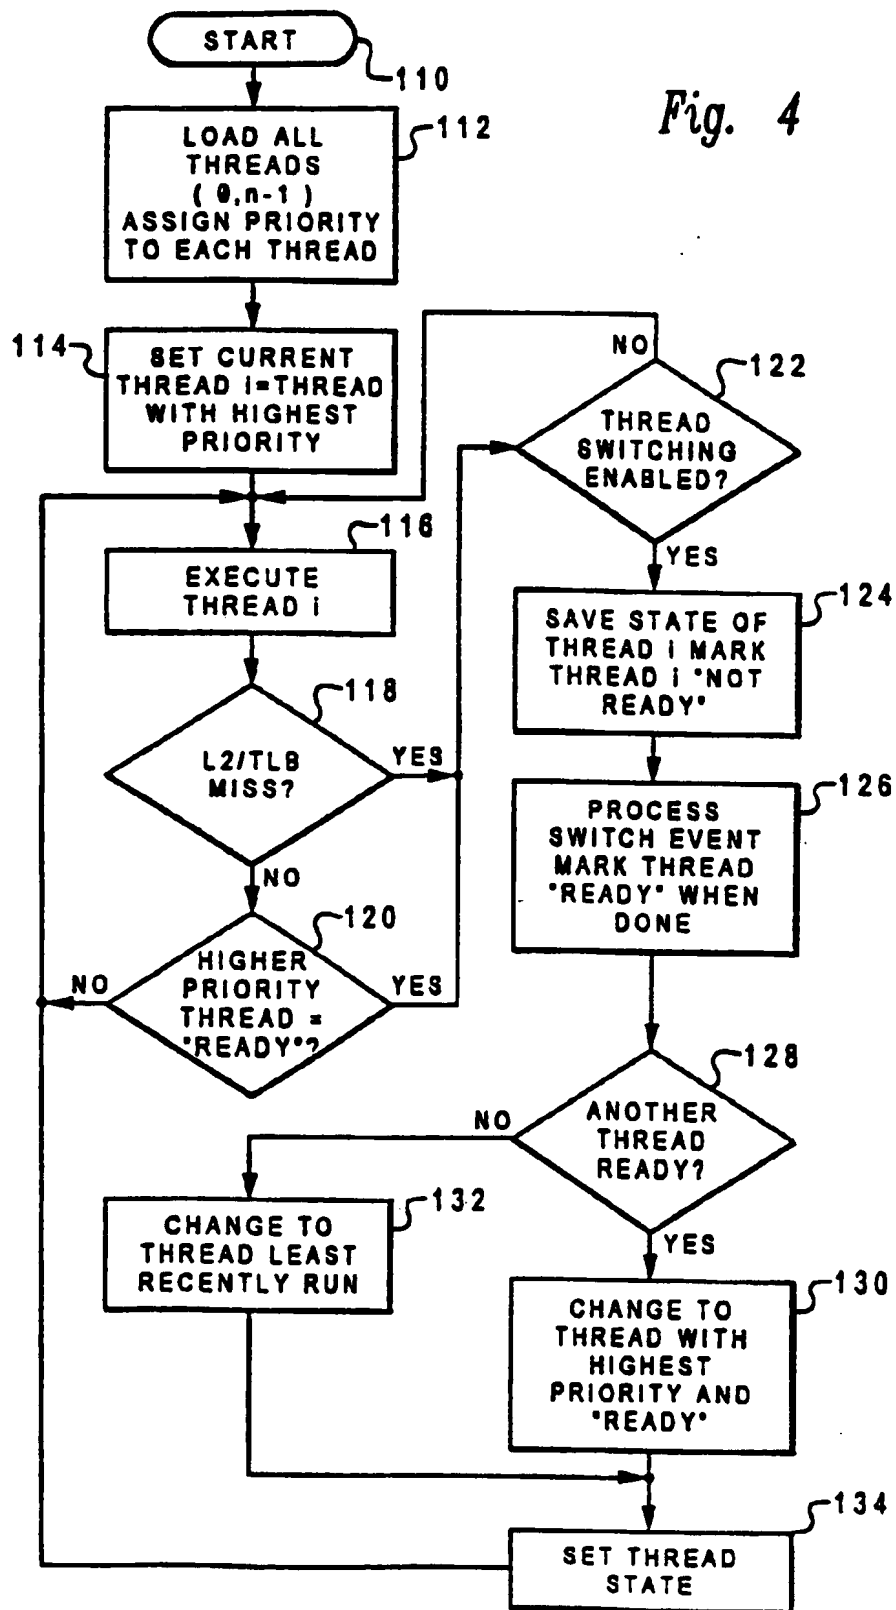 START
110
Fig. 4
LOAD ALL
THREADS
( 0,n-1 )
ASSIGN PRIORITY
TO EACH THREAD
112
114
SET CURRENT
THREAD i=THREAD
WITH HIGHEST
PRIORITY
NO
122
THREAD
SWITCHING
ENABLED?
YES
116
EXECUTE
THREAD i
124
SAVE STATE OF
THREAD i MARK
THREAD i "NOT
READY"
118
L2/TLB
MISS?
YES
NO
126
PROCESS
SWITCH EVENT
MARK THREAD
"READY" WHEN
DONE
120
HIGHER
PRIORITY
THREAD =
"READY"?
NO
YES
128
ANOTHER
THREAD
READY?
NO
YES
132
CHANGE TO
THREAD LEAST
RECENTLY RUN
130
CHANGE TO
THREAD WITH
HIGHEST
PRIORITY AND
"READY"
134
SET THREAD
STATE